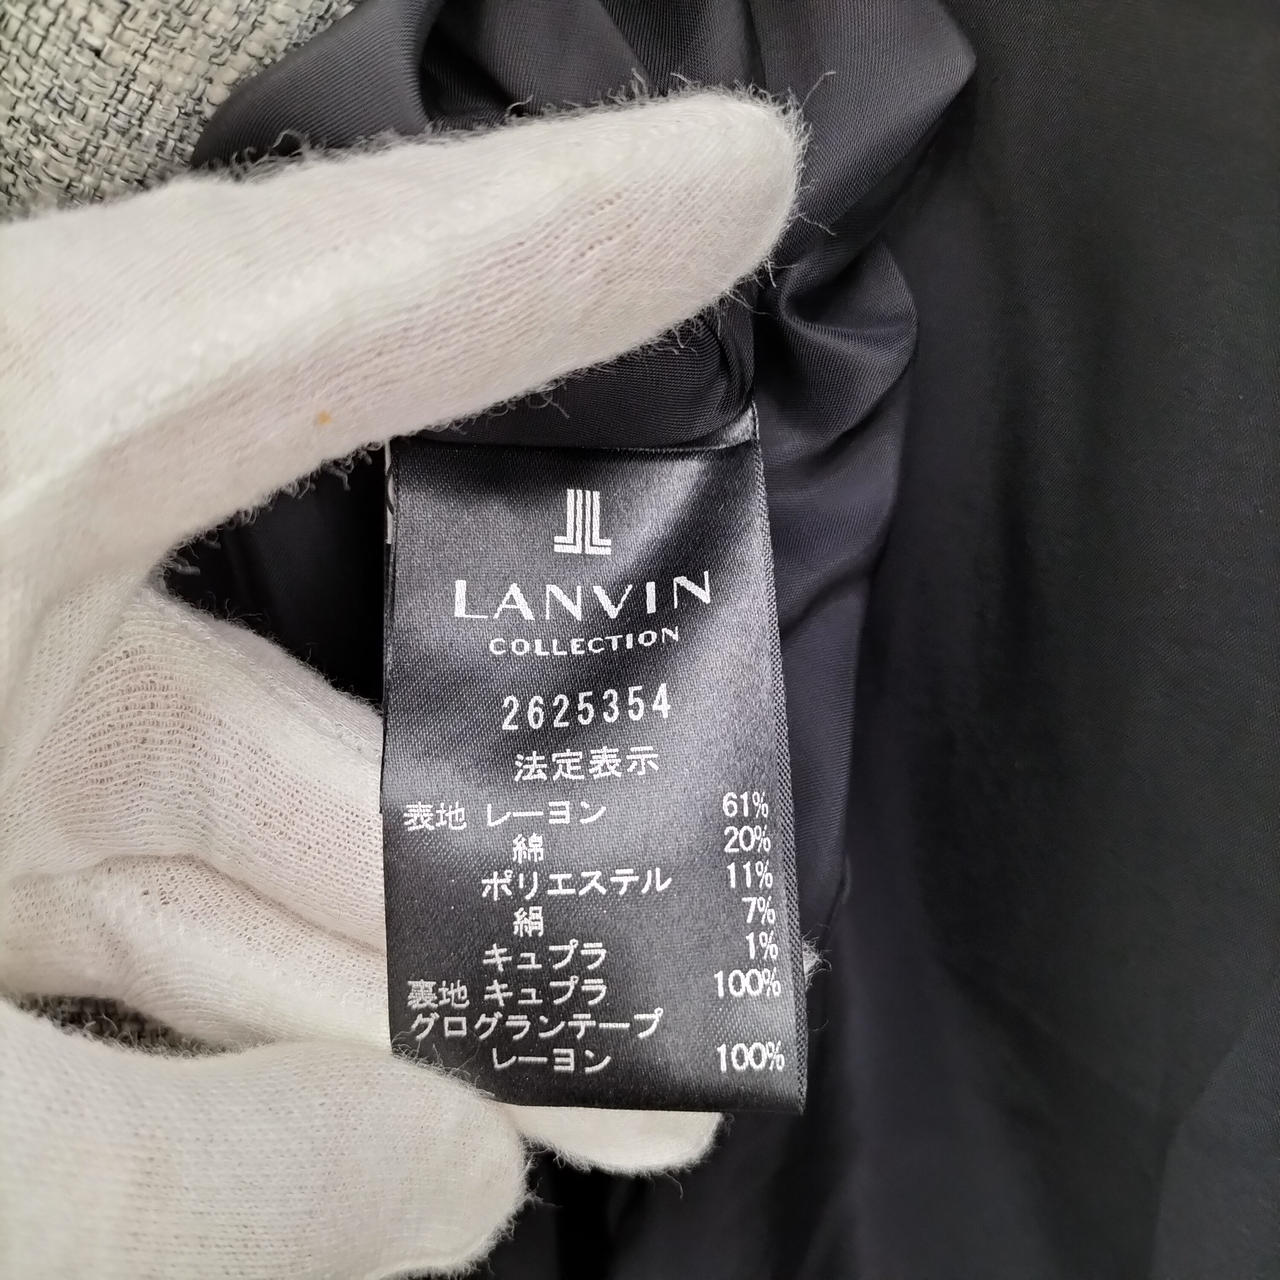 LANVIN
COLLECTION
2625354
法定表示
表地 レーヨン 61%
綿 20%
ポリエステル 11%
絹 7%
キュプラ 1%
裏地 キュプラ 100%
グログランテープ
レーヨン 100%